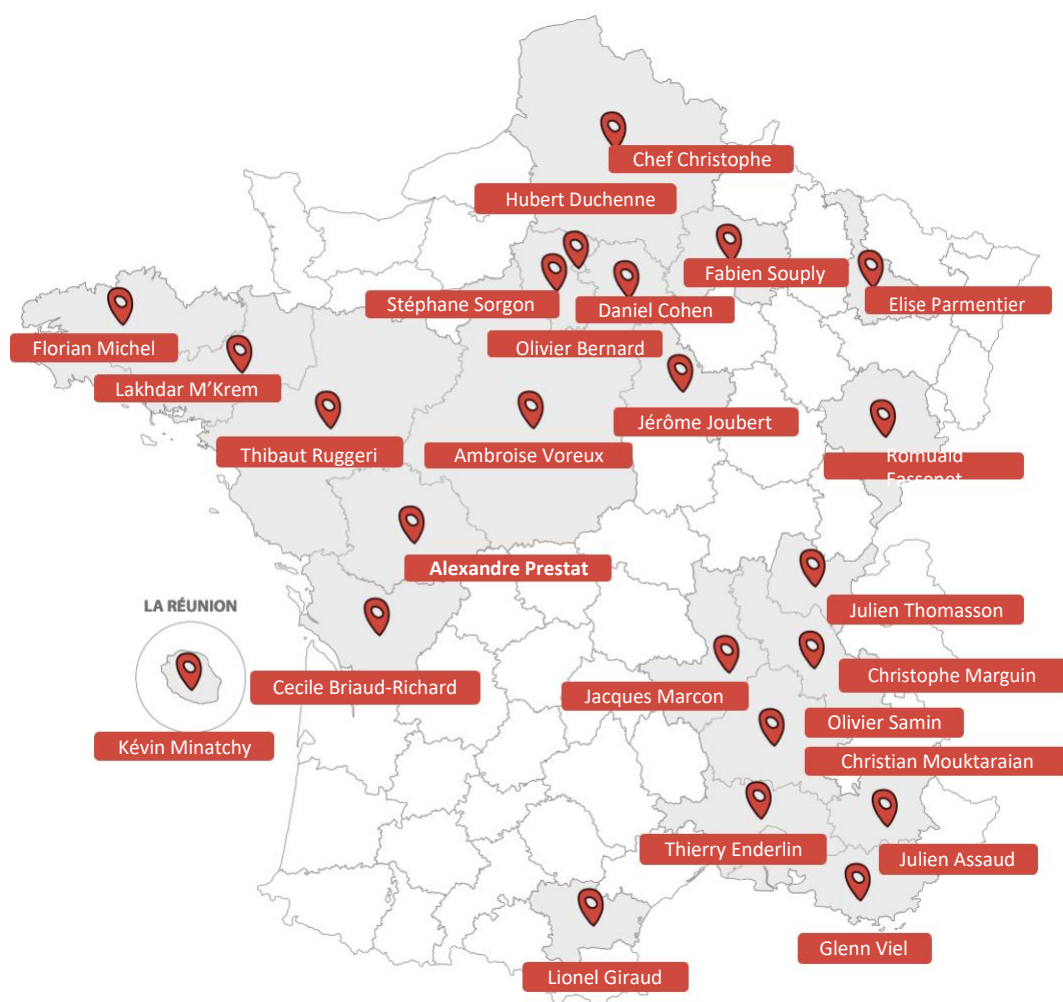 Chef Christophe
Hubert Duchenne
Fabien Souply
Stéphane Sorgon
Daniel Cohen
Elise Parmentier
Olivier Bernard
Florian Michel
Lakhdar M'Krem
Jérôme Joubert
Thibaut Ruggeri
Ambroise Voreux
Romuald
Fassenet
Alexandre Prestat
LA RÉUNION
Julien Thomasson
Cecile Briaud-Richard
Christophe Marguin
Jacques Marcon
Olivier Samin
Kévin Minatchy
Christian Mouktaraian
Thierry Enderlin
Julien Assaud
Glenn Viel
Lionel Giraud